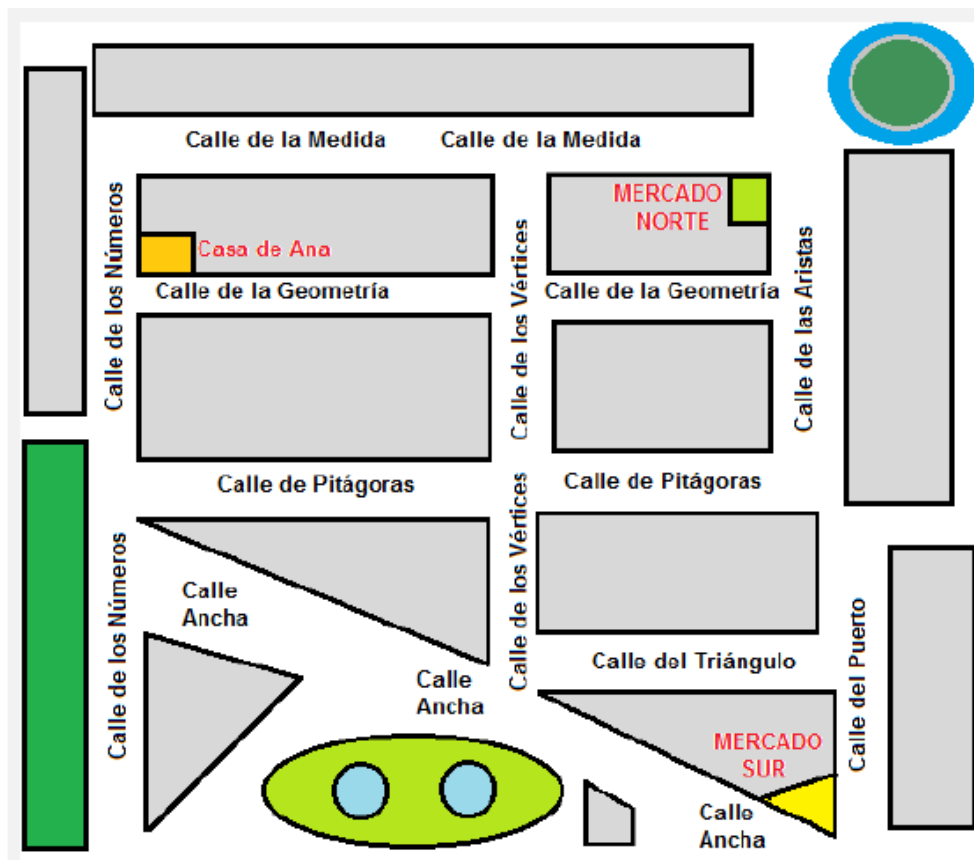 Calle de la Medida
Calle de la Medida
Calle de los Números
MERCADO
NORTE
Casa de Ana
Calle de los Vértices
Calle de las Aristas
Calle de la Geometría
Calle de la Geometría
Calle de Pitágoras
Calle de Pitágoras
Calle de los Números
Calle
Ancha
Calle de los Vértices
Calle del Triángulo
Calle del Puerto
Calle
Ancha
MERCADO
SUR
Calle
Ancha